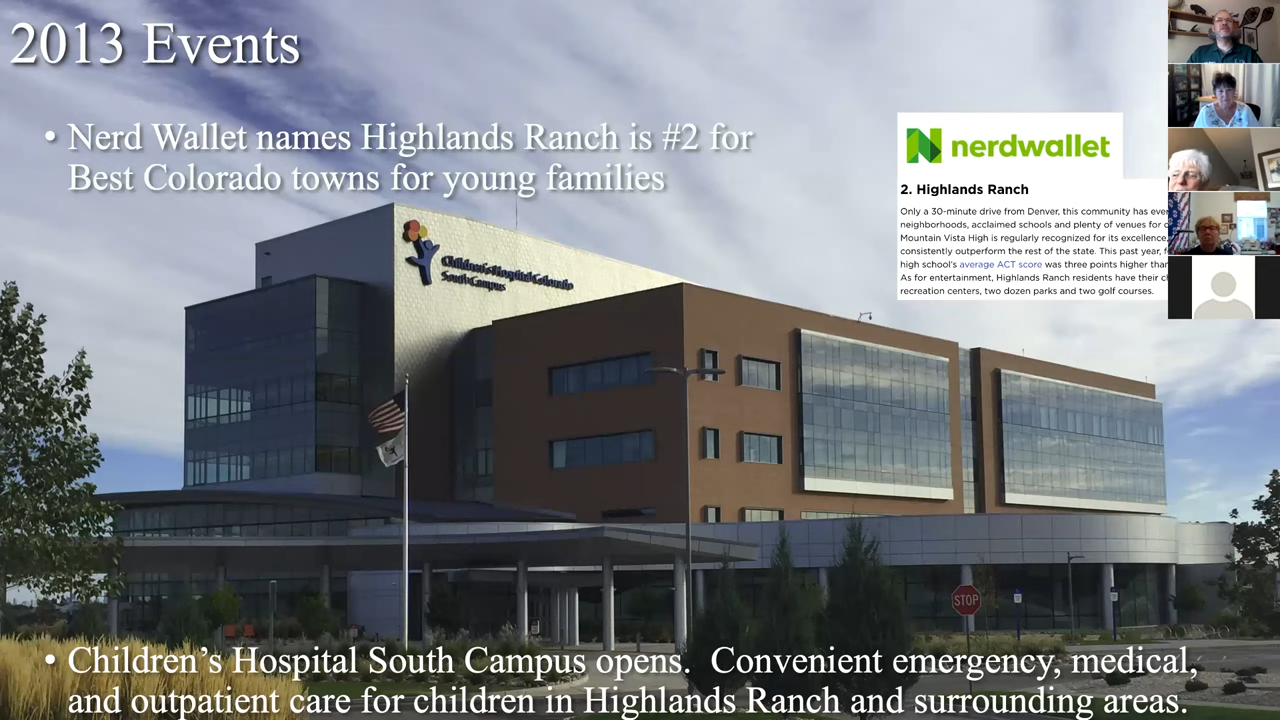 2013 Events
• Nerd Wallet names Highlands Ranch is #2 for
Best Colorado towns for young families
nerdwallet
2. Highlands Ranch
Only a 30-minute drive from Denver, this community has
neighborhoods, acclaimed schools and plenty of venues for
Mountain Vista High is regularly recognized for its excellence.
consistently outperform the rest of the state. This past year,
high school's average ACT score was three points higher than
As for entertainment, Highlands Ranch residents have their
recreation centers, two dozen parks and two golf courses.
Children's Hospital Colorado
South Campus
STOP
• Children's Hospital South Campus opens.  Convenient emergency, medical,
and outpatient care for children in Highlands Ranch and surrounding areas.